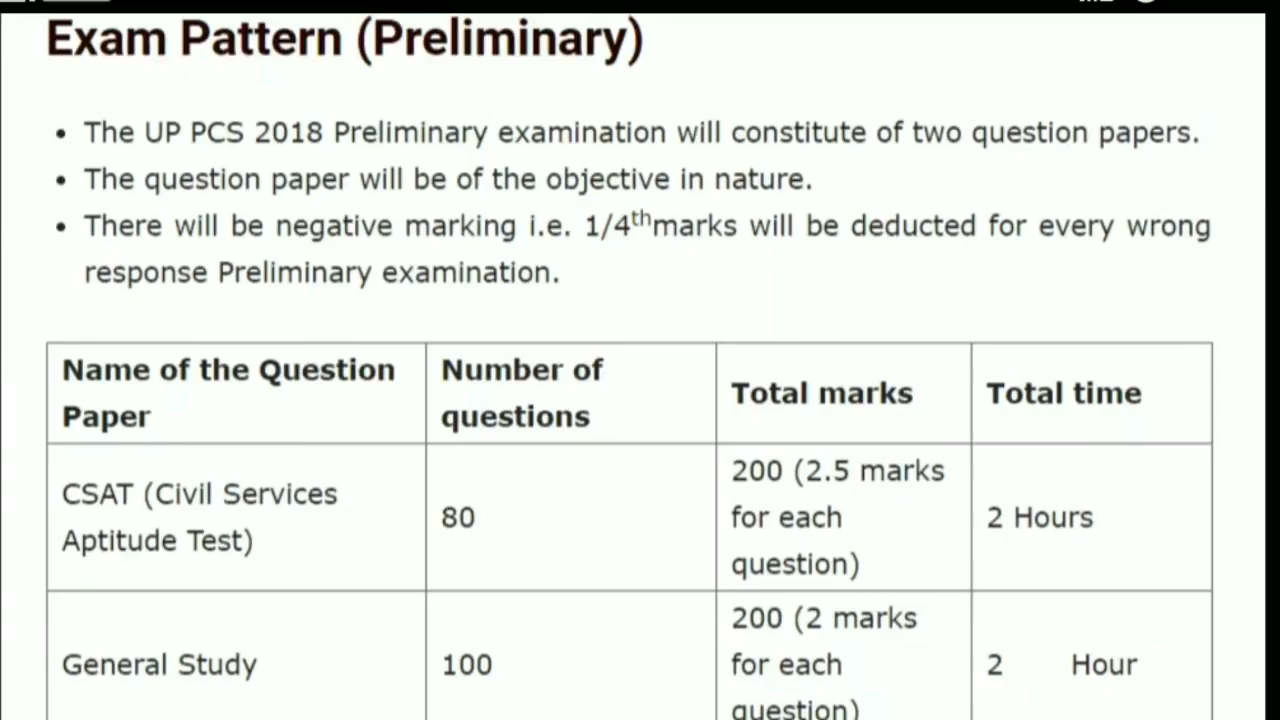 Exam Pattern (Preliminary)
• The UP PCS 2018 Preliminary examination will constitute of two question papers.
• The question paper will be of the objective in nature.
• There will be negative marking i.e. 1/4thmarks will be deducted for every wrong
response Preliminary examination.
Name of the Question
Paper
Number of
questions
Total marks
Total time
CSAT (Civil Services
Aptitude Test)
80
200 (2.5 marks
for each
question)
2 Hours
General Study
100
200 (2 marks
for each
question)
2 Hour